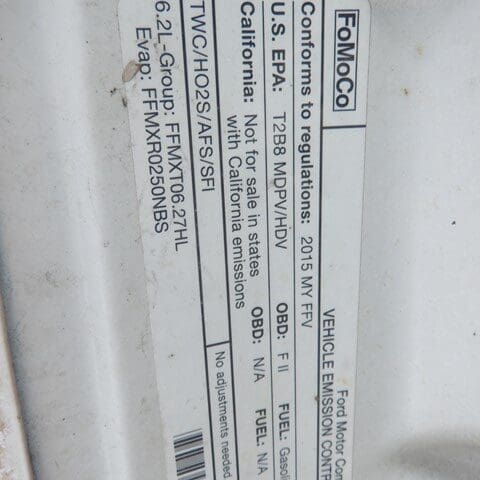 FoMoCo
Ford Motor Com
VEHICLE EMISSION CONTR
Conforms to regulations: 2015 MY FFV
U.S. EPA: T2B8 MDPV/HDV OBD: F II FUEL: Gasoli
California: Not for sale in states with California emissions OBD: N/A FUEL: N/A
TWC/HO2S/AFS/SFI
No adjustments needed
6.2L-Group: FFMXT06.27HL
Evap: FFMXR0250NBS